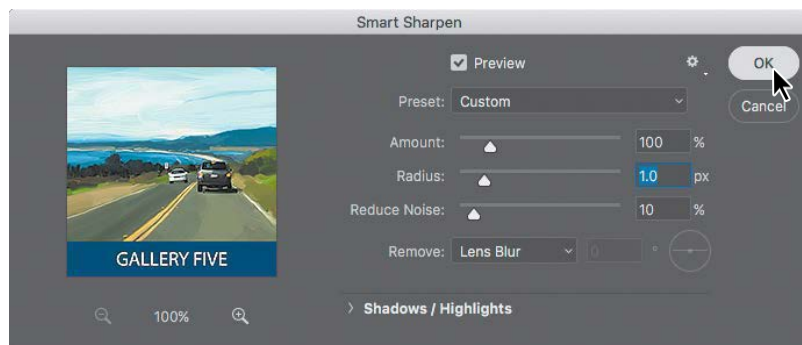 Smart Sharpen
Preview
OK
Preset: Custom
Cancel
Amount: 100 %
Radius: 1.0 px
Reduce Noise: 10 %
Remove: Lens Blur 0 °
GALLERY FIVE
100%
Shadows / Highlights